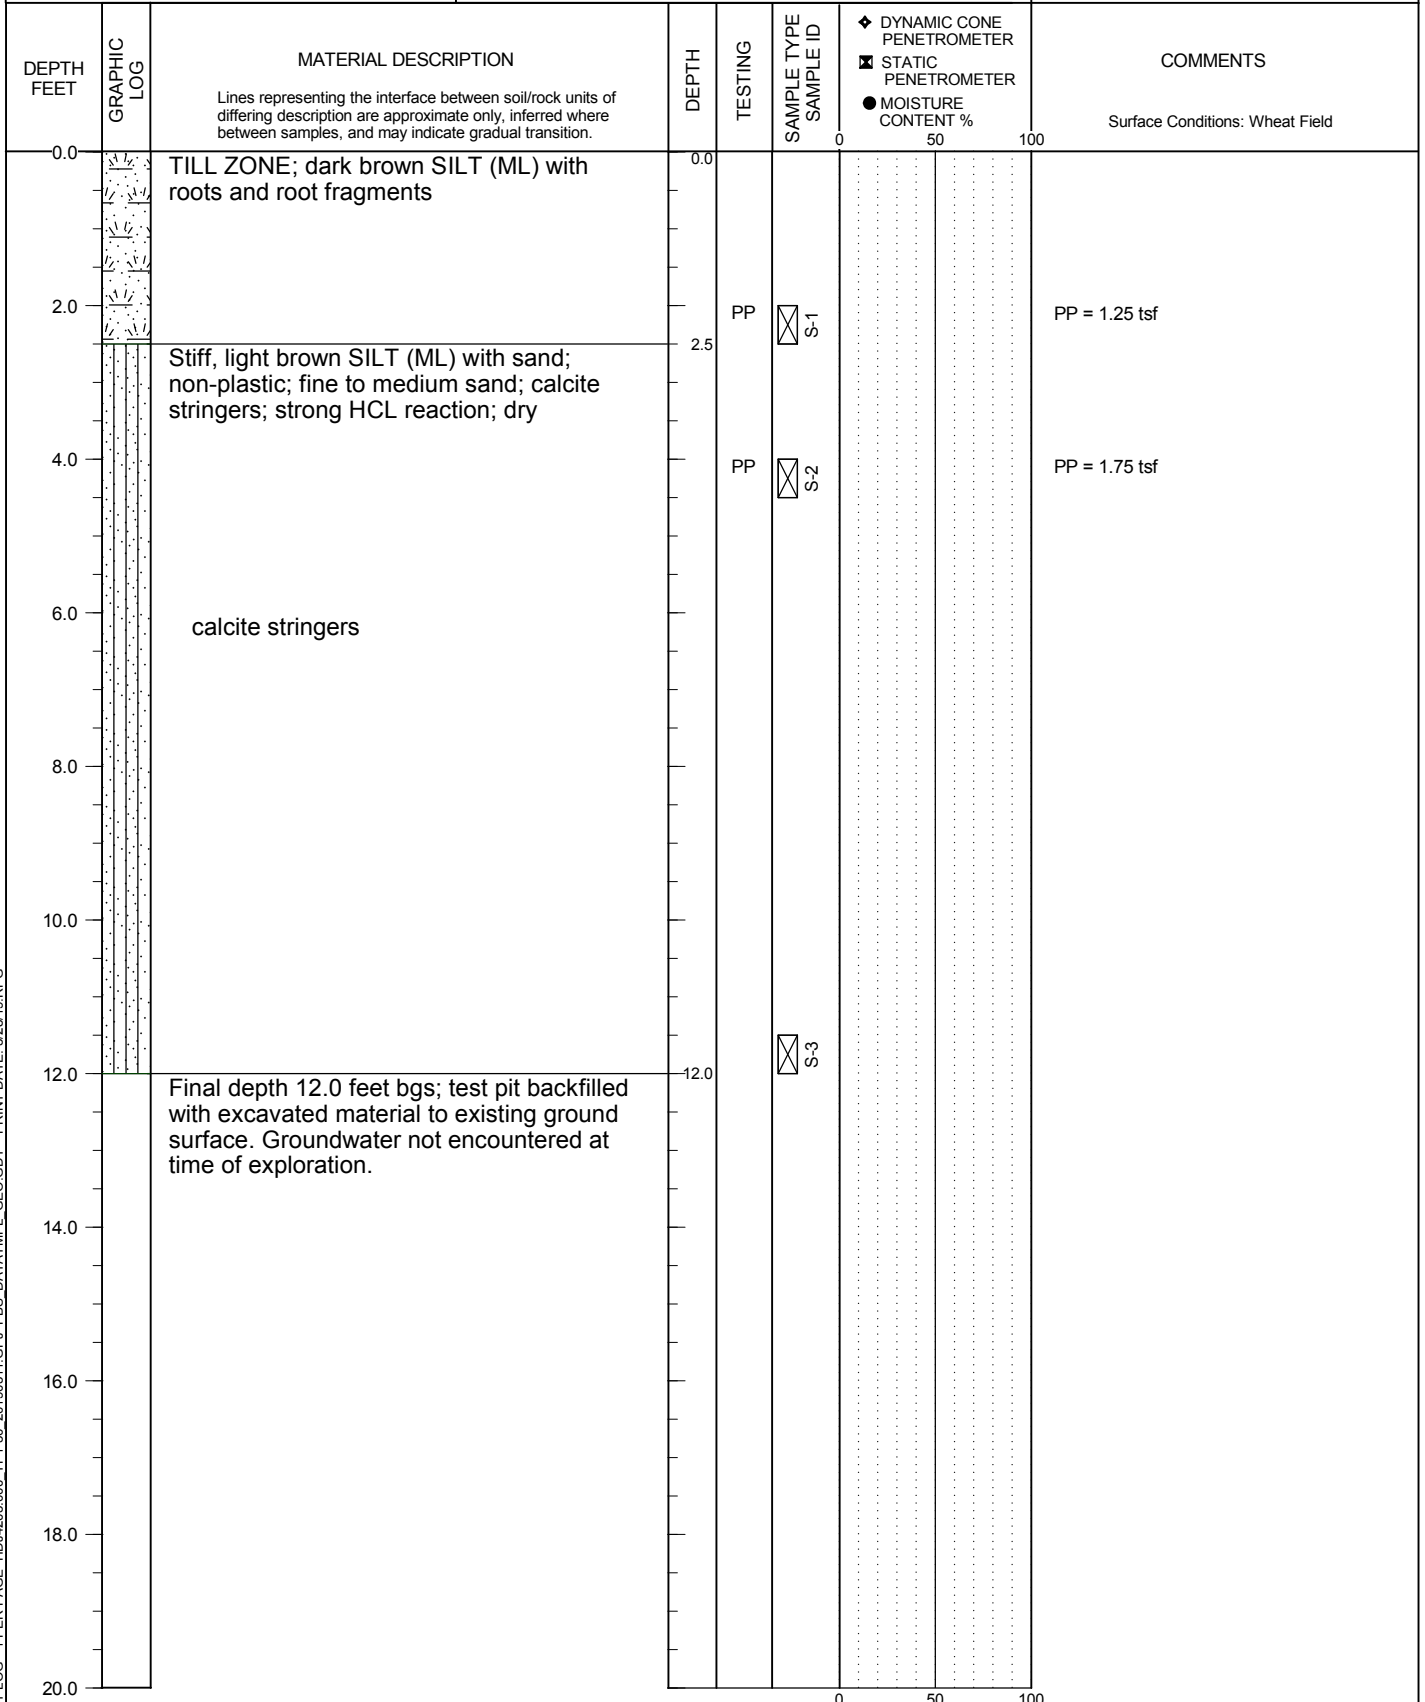 DEPTH
FEET
GRAPHIC
LOG
MATERIAL DESCRIPTION
Lines representing the interface between soil/rock units of
differing description are approximate only, inferred where
between samples, and may indicate gradual transition.
DEPTH
TESTING
SAMPLE TYPE
SAMPLE ID
DYNAMIC CONE
PENETROMETER
STATIC
PENETROMETER
MOISTURE
CONTENT %
0 50 100
COMMENTS
Surface Conditions: Wheat Field
0.0
TILL ZONE; dark brown SILT (ML) with
roots and root fragments
0.0
2.0
PP
S-1
PP = 1.25 tsf
2.5
Stiff, light brown SILT (ML) with sand;
non-plastic; fine to medium sand; calcite
stringers; strong HCL reaction; dry
4.0
PP
S-2
PP = 1.75 tsf
6.0
calcite stringers
8.0
10.0
S-3
12.0
12.0
Final depth 12.0 feet bgs; test pit backfilled
with excavated material to existing ground
surface. Groundwater not encountered at
time of exploration.
14.0
16.0
18.0
20.0
0 50 100